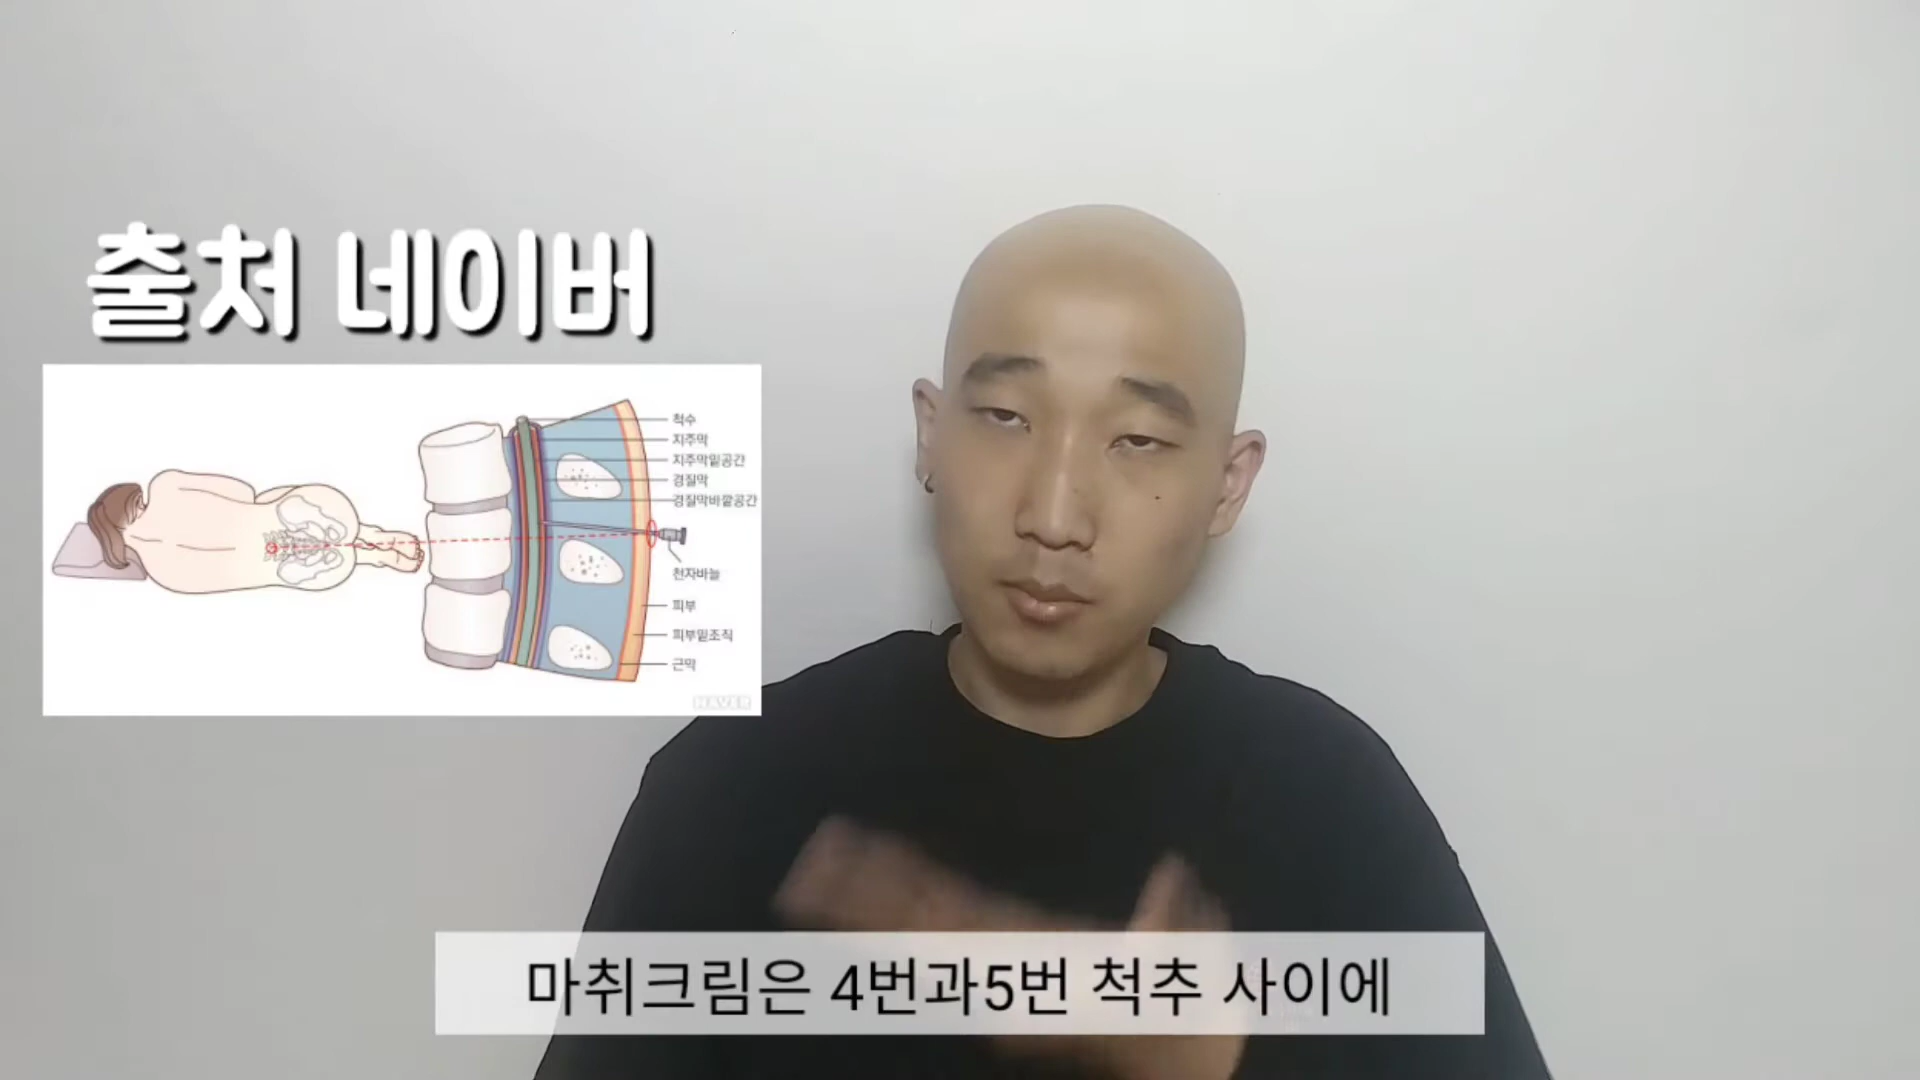 출처 네이버
척수
지주막
지주막밑공간
경질막
경질막바깥공간
천자바늘
피부
피부밑조직
근막
NAVER
마취크림은 4번과5번 척추 사이에